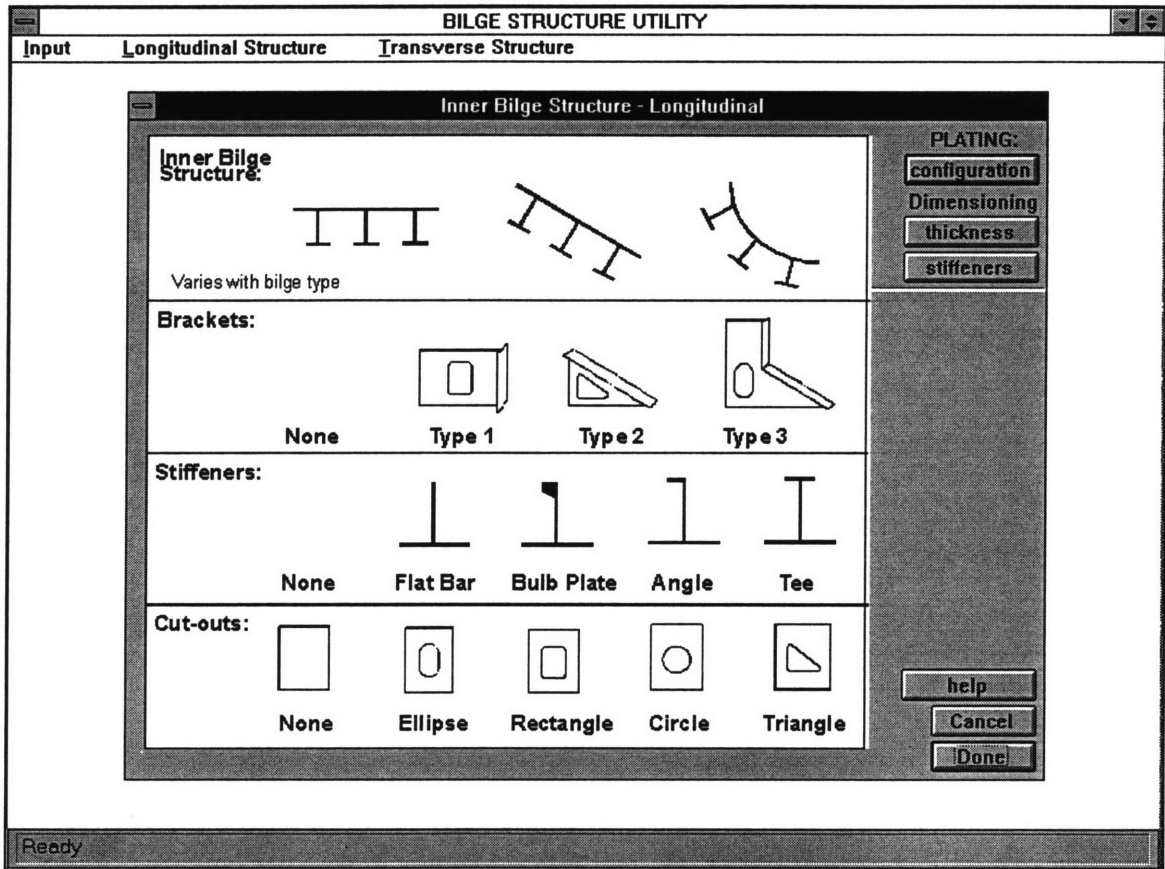 BILGE STRUCTURE UTILITY
Input Longitudinal Structure Transverse Structure
Inner Bilge Structure - Longitudinal
Inner Bilge
Structure:
Varies with bilge type
PLATING:
configuration
Dimensioning
thickness
stiffeners
Brackets:
None Type 1 Type 2 Type 3
Stiffeners:
None Flat Bar Bulb Plate Angle Tee
Cut-outs:
None Ellipse Rectangle Circle Triangle
help
Cancel
Done
Ready